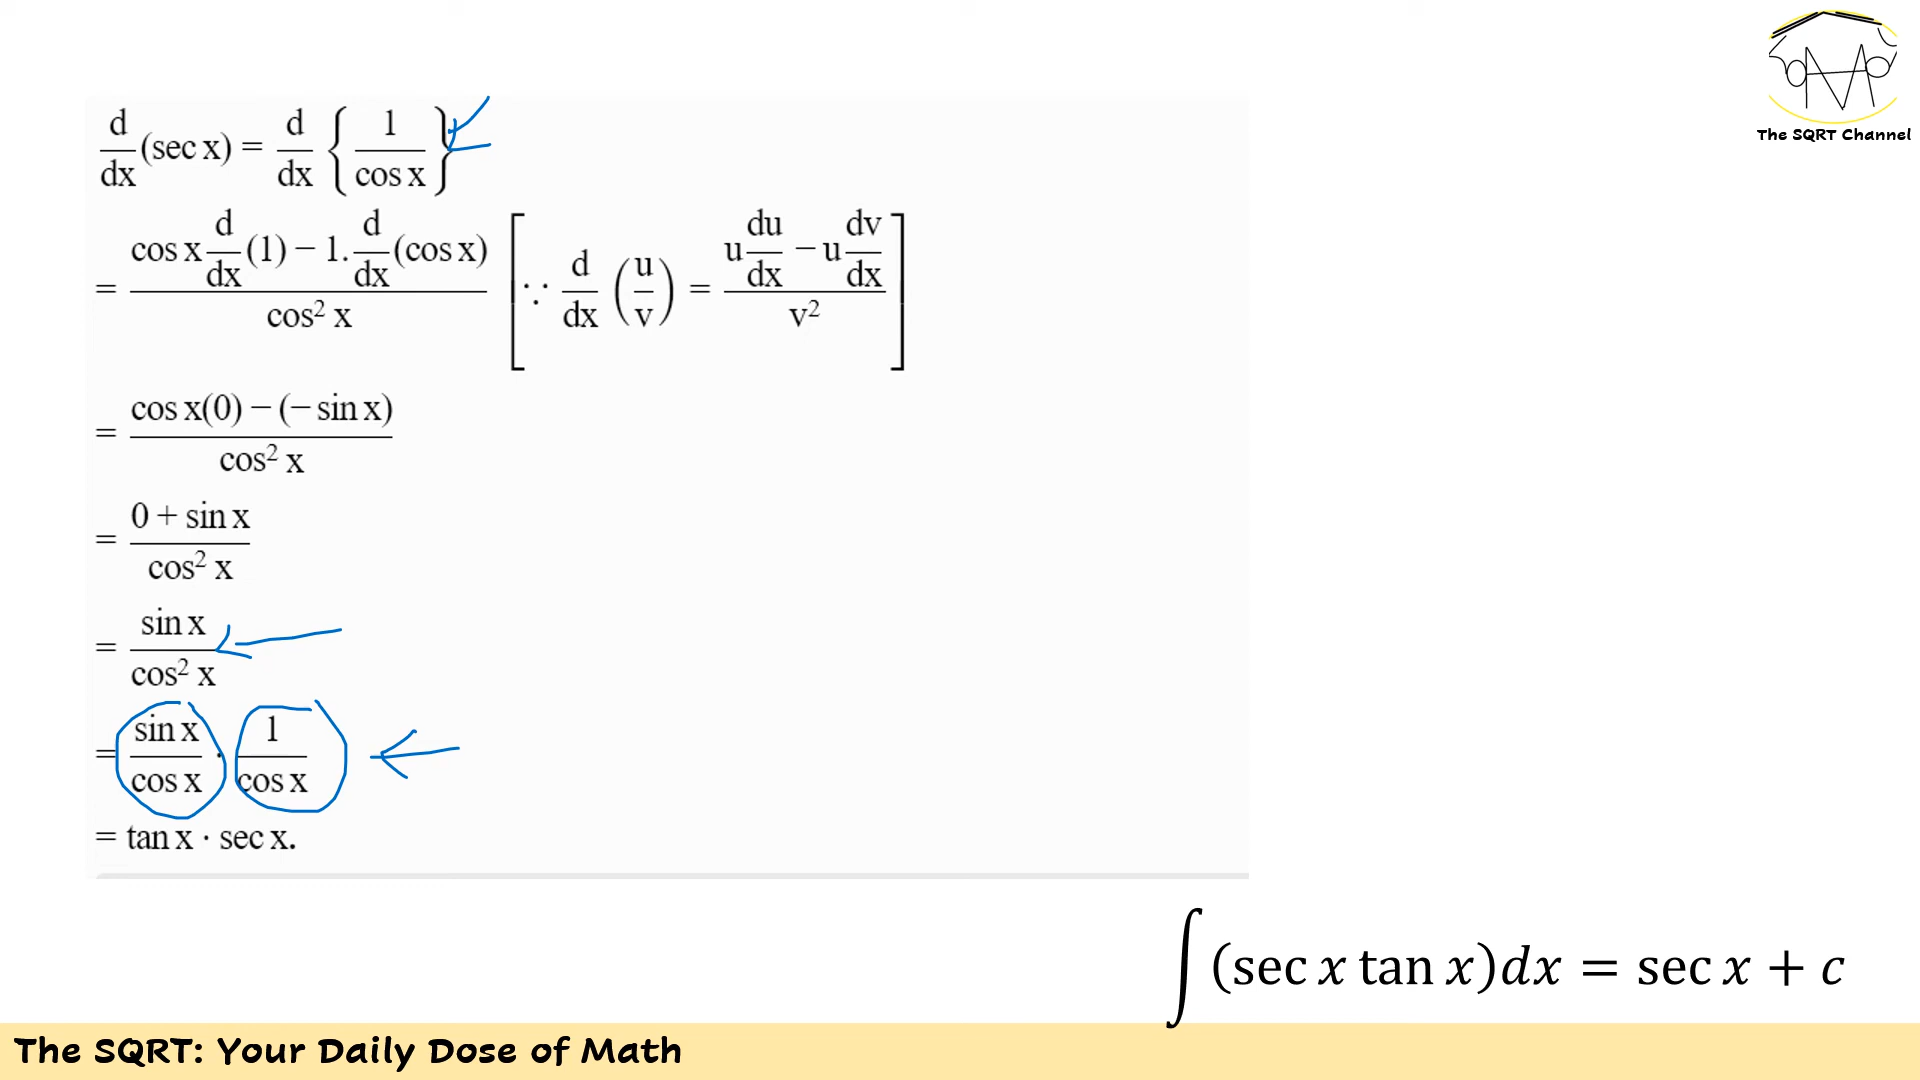 The SQRT Channel
d/dx (sec x) = d/dx { 1/cos x }
= (cos x d/dx (1) − 1. d/dx (cos x)) / cos² x [ ∵ d/dx (u/v) = (u du/dx − u dv/dx) / v² ]
= (cos x(0) − (− sin x)) / cos² x
= (0 + sin x) / cos² x
= sin x / cos² x
= sin x / cos x · 1 / cos x
= tan x · sec x.
∫ (sec x tan x)dx = sec x + c
The SQRT: Your Daily Dose of Math